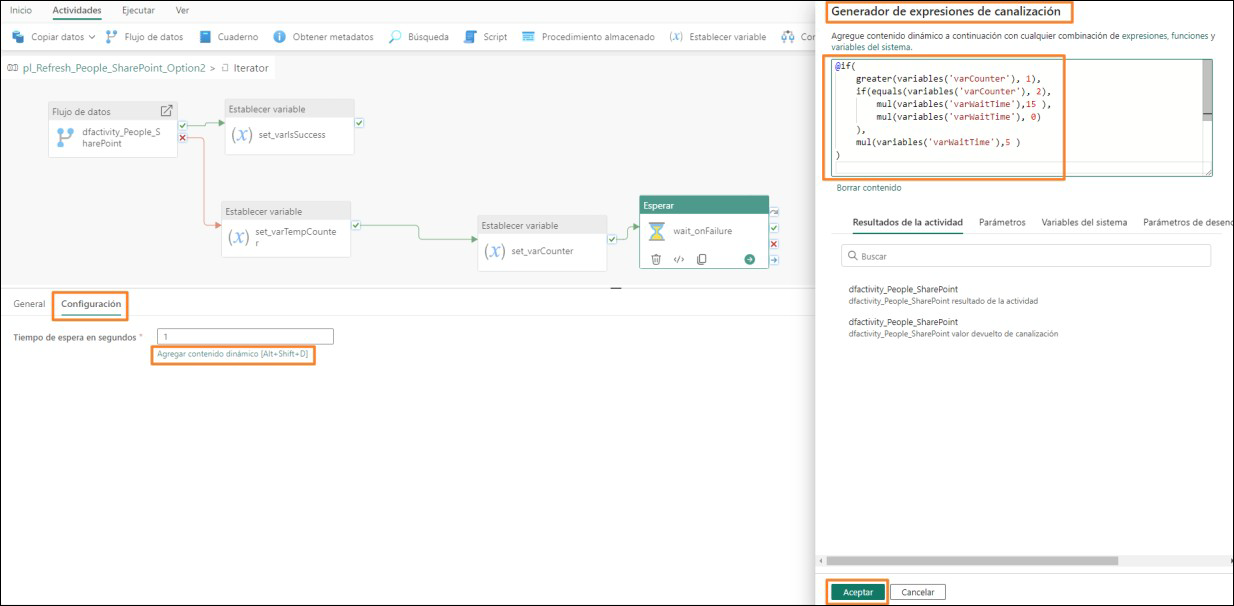 Inicio Actividades Ejecutar Ver
Copiar datos Flujo de datos Cuaderno Obtener metadatos Búsqueda Script Procedimiento almacenado (x) Establecer variable Con
pl_Refresh_People_SharePoint_Option2 > Iterator
Flujo de datos
dfactivity_People_S
harePoint
Establecer variable
(x) set_varIsSuccess
Establecer variable
(x) set_varTempCounte
r
Establecer variable
(x) set_varCounter
Esperar
wait_onFailure
General Configuración
Tiempo de espera en segundos * 1
Agregar contenido dinámico [Alt+Shift+D]
Generador de expresiones de canalización
Agregue contenido dinámico a continuación con cualquier combinación de expresiones, funciones y
variables del sistema.
@if(
greater(variables('varCounter'), 1),
if(equals(variables('varCounter'), 2),
mul(variables('varWaitTime'),15 ),
mul(variables('varWaitTime'), 0)
),
mul(variables('varWaitTime'),5 )
)
Borrar contenido
Resultados de la actividad Parámetros Variables del sistema Parámetros de desenc
Buscar
dfactivity_People_SharePoint
dfactivity_People_SharePoint resultado de la actividad
dfactivity_People_SharePoint
dfactivity_People_SharePoint valor devuelto de canalización
Aceptar Cancelar